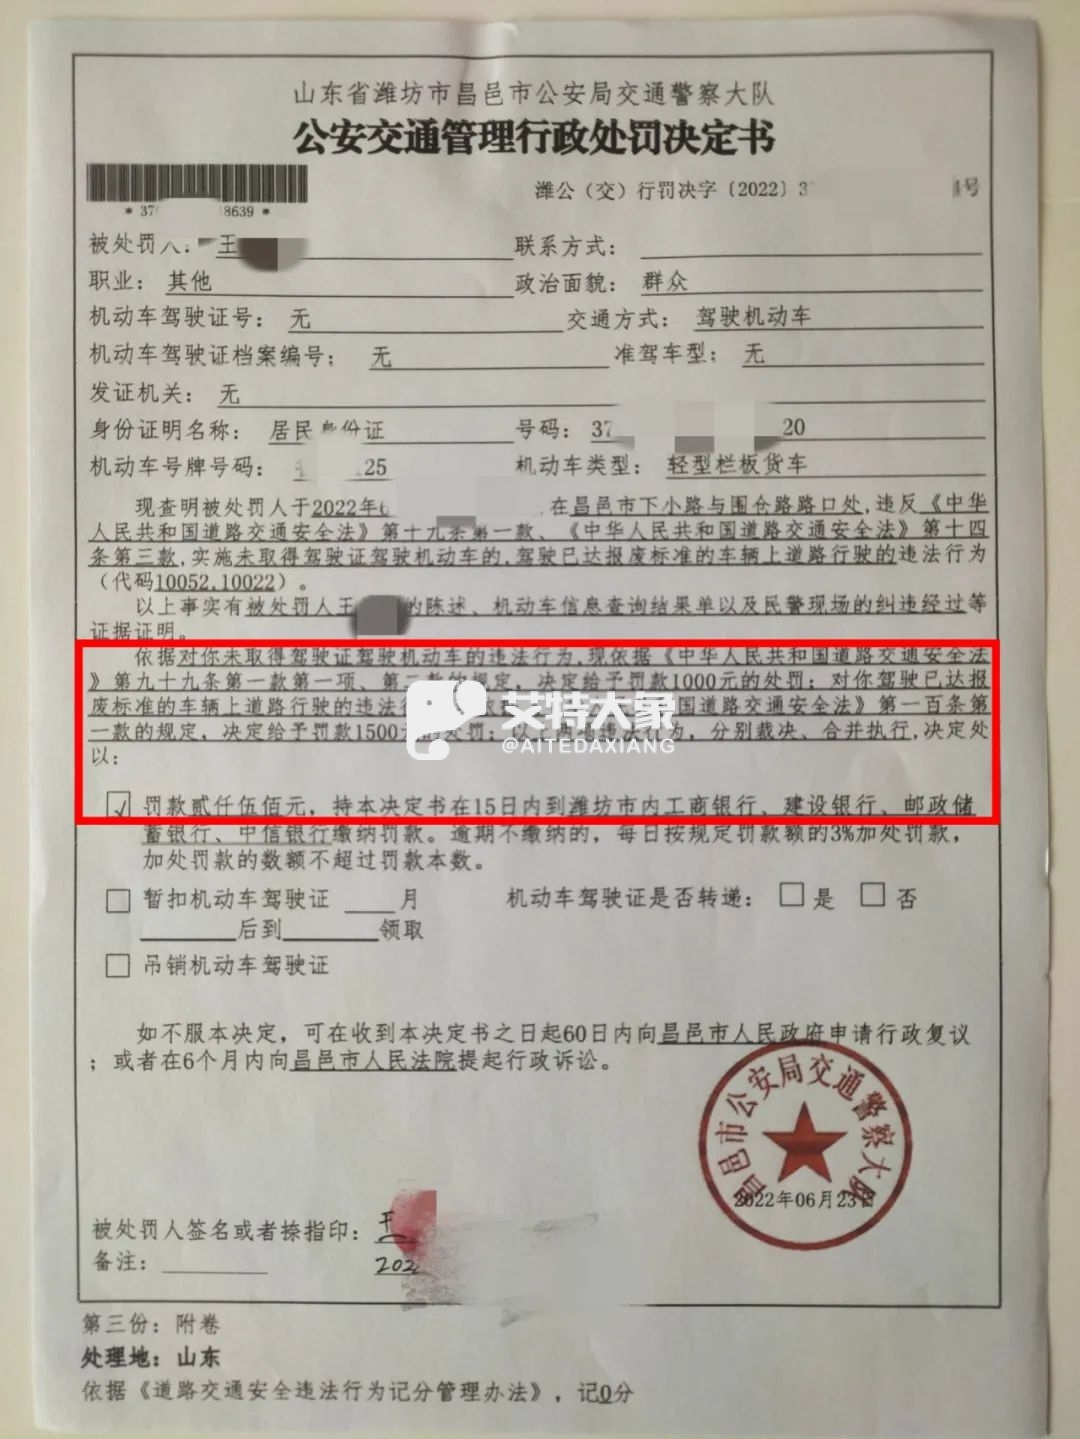 山东省潍坊市昌邑市公安局交通警察大队
公安交通管理行政处罚决定书
潍公（交）行罚决字〔2022〕3 号
* 37 8639 *
被处罚人： 王 联系方式：
职业： 其他 政治面貌： 群众
机动车驾驶证号： 无 交通方式： 驾驶机动车
机动车驾驶证档案编号； 无 准驾车型； 无
发证机关： 无
身份证明名称： 居民身份证 号码： 37 20
机动车号牌号码： 125 机动车类型： 轻型栏板货车
现查明被处罚人于2022年6 在昌邑市下小路与围仓路路口处,违反《中华
人民共和国道路交通安全法》第十九条第一款、《中华人民共和国道路交通安全法》第十四
条第三款,实施未取得驾驶证驾驶机动车的,驾驶已达报废标准的车辆上道路行驶的违法行为
（代码10052,10022）。
以上事实有被处罚人王 的陈述、机动车信息查询结果单以及民警现场的纠违经过等
证据证明。
依据对你未取得驾驶证驾驶机动车的违法行为,现依据《中华人民共和国道路交通安全法
》第九十九条第一款第一项、第二款的规定，决定给予罚款1000元的处罚；对你驾驶已达报
废标准的车辆上道路行驶的违法行 国道路交通安全法》第一百条第
一款的规定，决定给予罚款1500元的处罚；以上两项违法行为，分别裁决、合并执行,决定处
以：
艾特大象
@AITEDAXIANG
☑ 罚款贰仟伍佰元，持本决定书在15日内到潍坊市内工商银行、建设银行、邮政储
蓄银行、中信银行缴纳罚款。逾期不缴纳的，每日按规定罚款额的3%加处罚款，
加处罚款的数额不超过罚款本数。
□ 暂扣机动车驾驶证 月 机动车驾驶证是否转递：□ 是 □ 否
后到 领取
□ 吊销机动车驾驶证
如不服本决定，可在收到本决定书之日起60日内向昌邑市人民政府申请行政复议
；或者在6个月内向昌邑市人民法院提起行政诉讼。
昌邑市公安局交通警察大队
2022年06月23日
被处罚人签名或者捺指印： 王
备注： 202
第三份：附卷
处理地：山东
依据《道路交通安全违法行为记分管理办法》，记0分